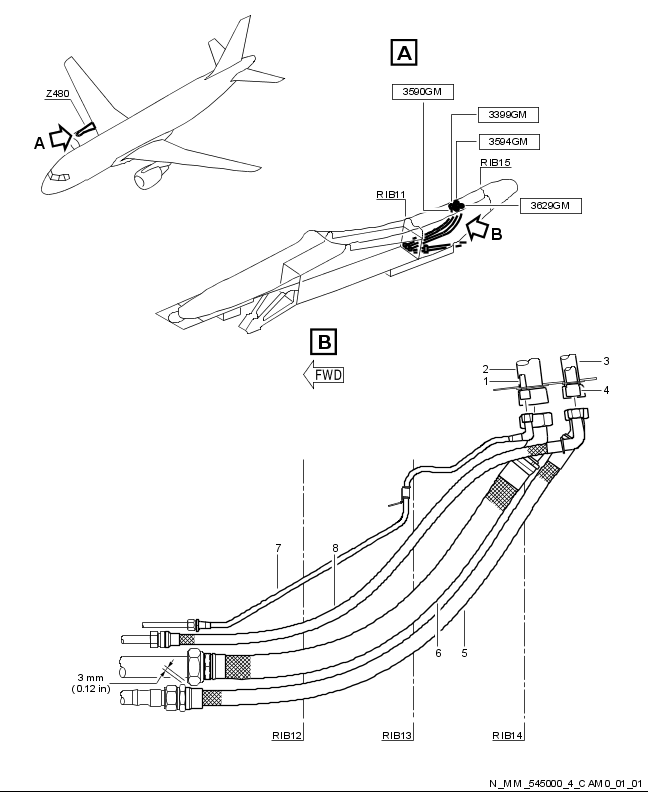 A
3590GM
3399GM
3594GM
RIB15
RIB11
3629GM
B
Z480
A
B
FWD
2
1
3
4
7
8
6
5
3 mm
(0.12 in)
RIB12
RIB13
RIB14
N_MM_545000_4_CAM0_01_01